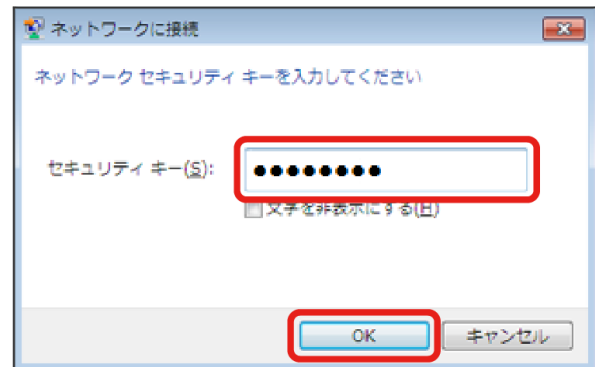 ネットワークに接続
ネットワーク セキュリティ キーを入力してください
セキュリティ キー(S): ●●●●●●●●
文字を非表示にする(H)
OK キャンセル